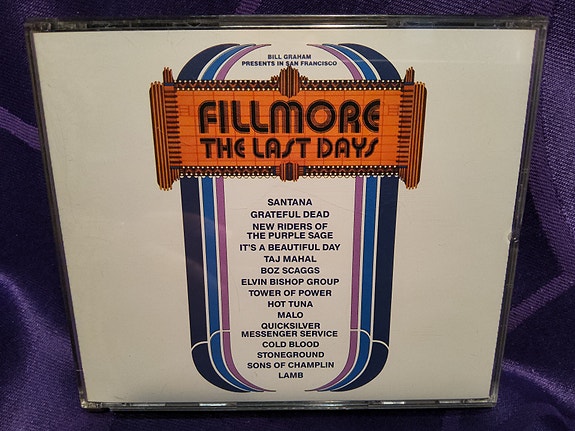 BILL GRAHAM
PRESENTS IN SAN FRANCISCO
FILLMORE
THE LAST DAYS
SANTANA
GRATEFUL DEAD
NEW RIDERS OF
THE PURPLE SAGE
IT'S A BEAUTIFUL DAY
TAJ MAHAL
BOZ SCAGGS
ELVIN BISHOP GROUP
TOWER OF POWER
HOT TUNA
MALO
QUICKSILVER
MESSENGER SERVICE
COLD BLOOD
STONEGROUND
SONS OF CHAMPLIN
LAMB